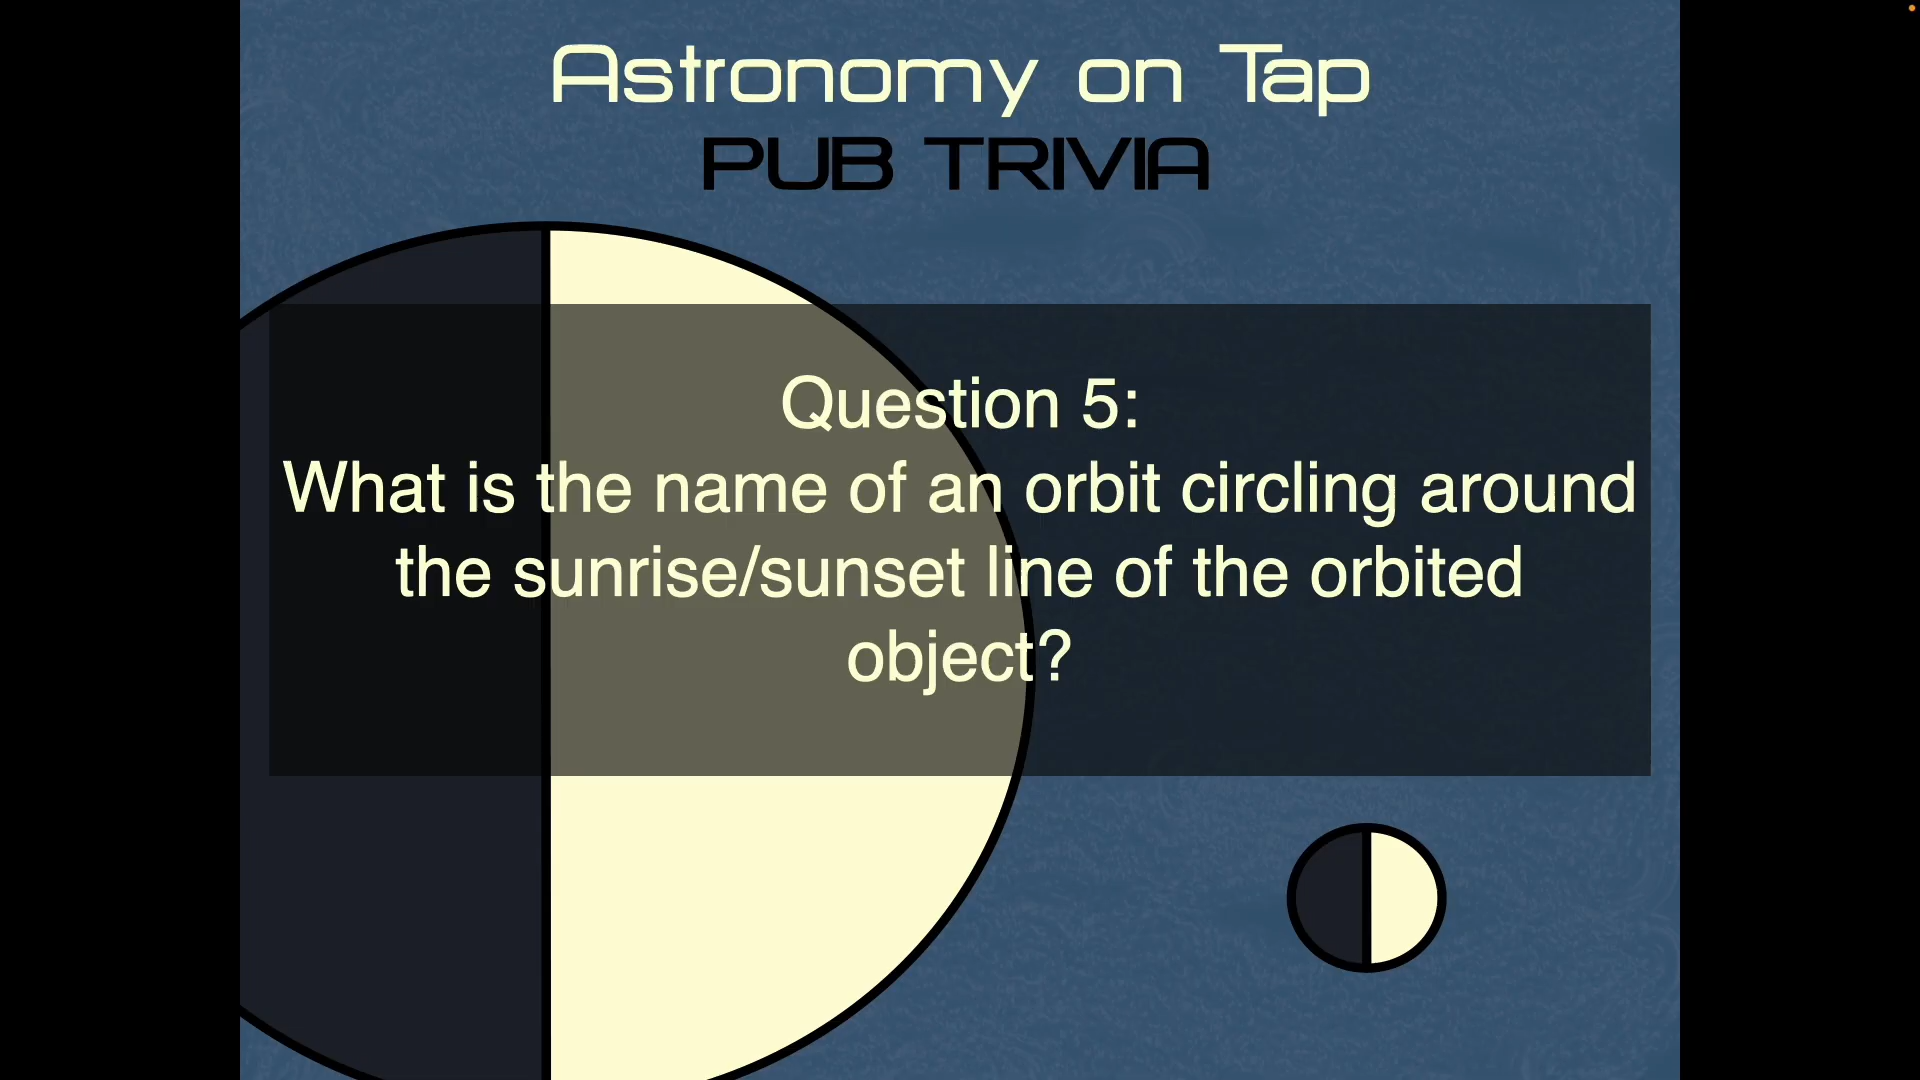 Astronomy on Tap
PUB TRIVIA
Question 5:
What is the name of an orbit circling around
the sunrise/sunset line of the orbited
object?